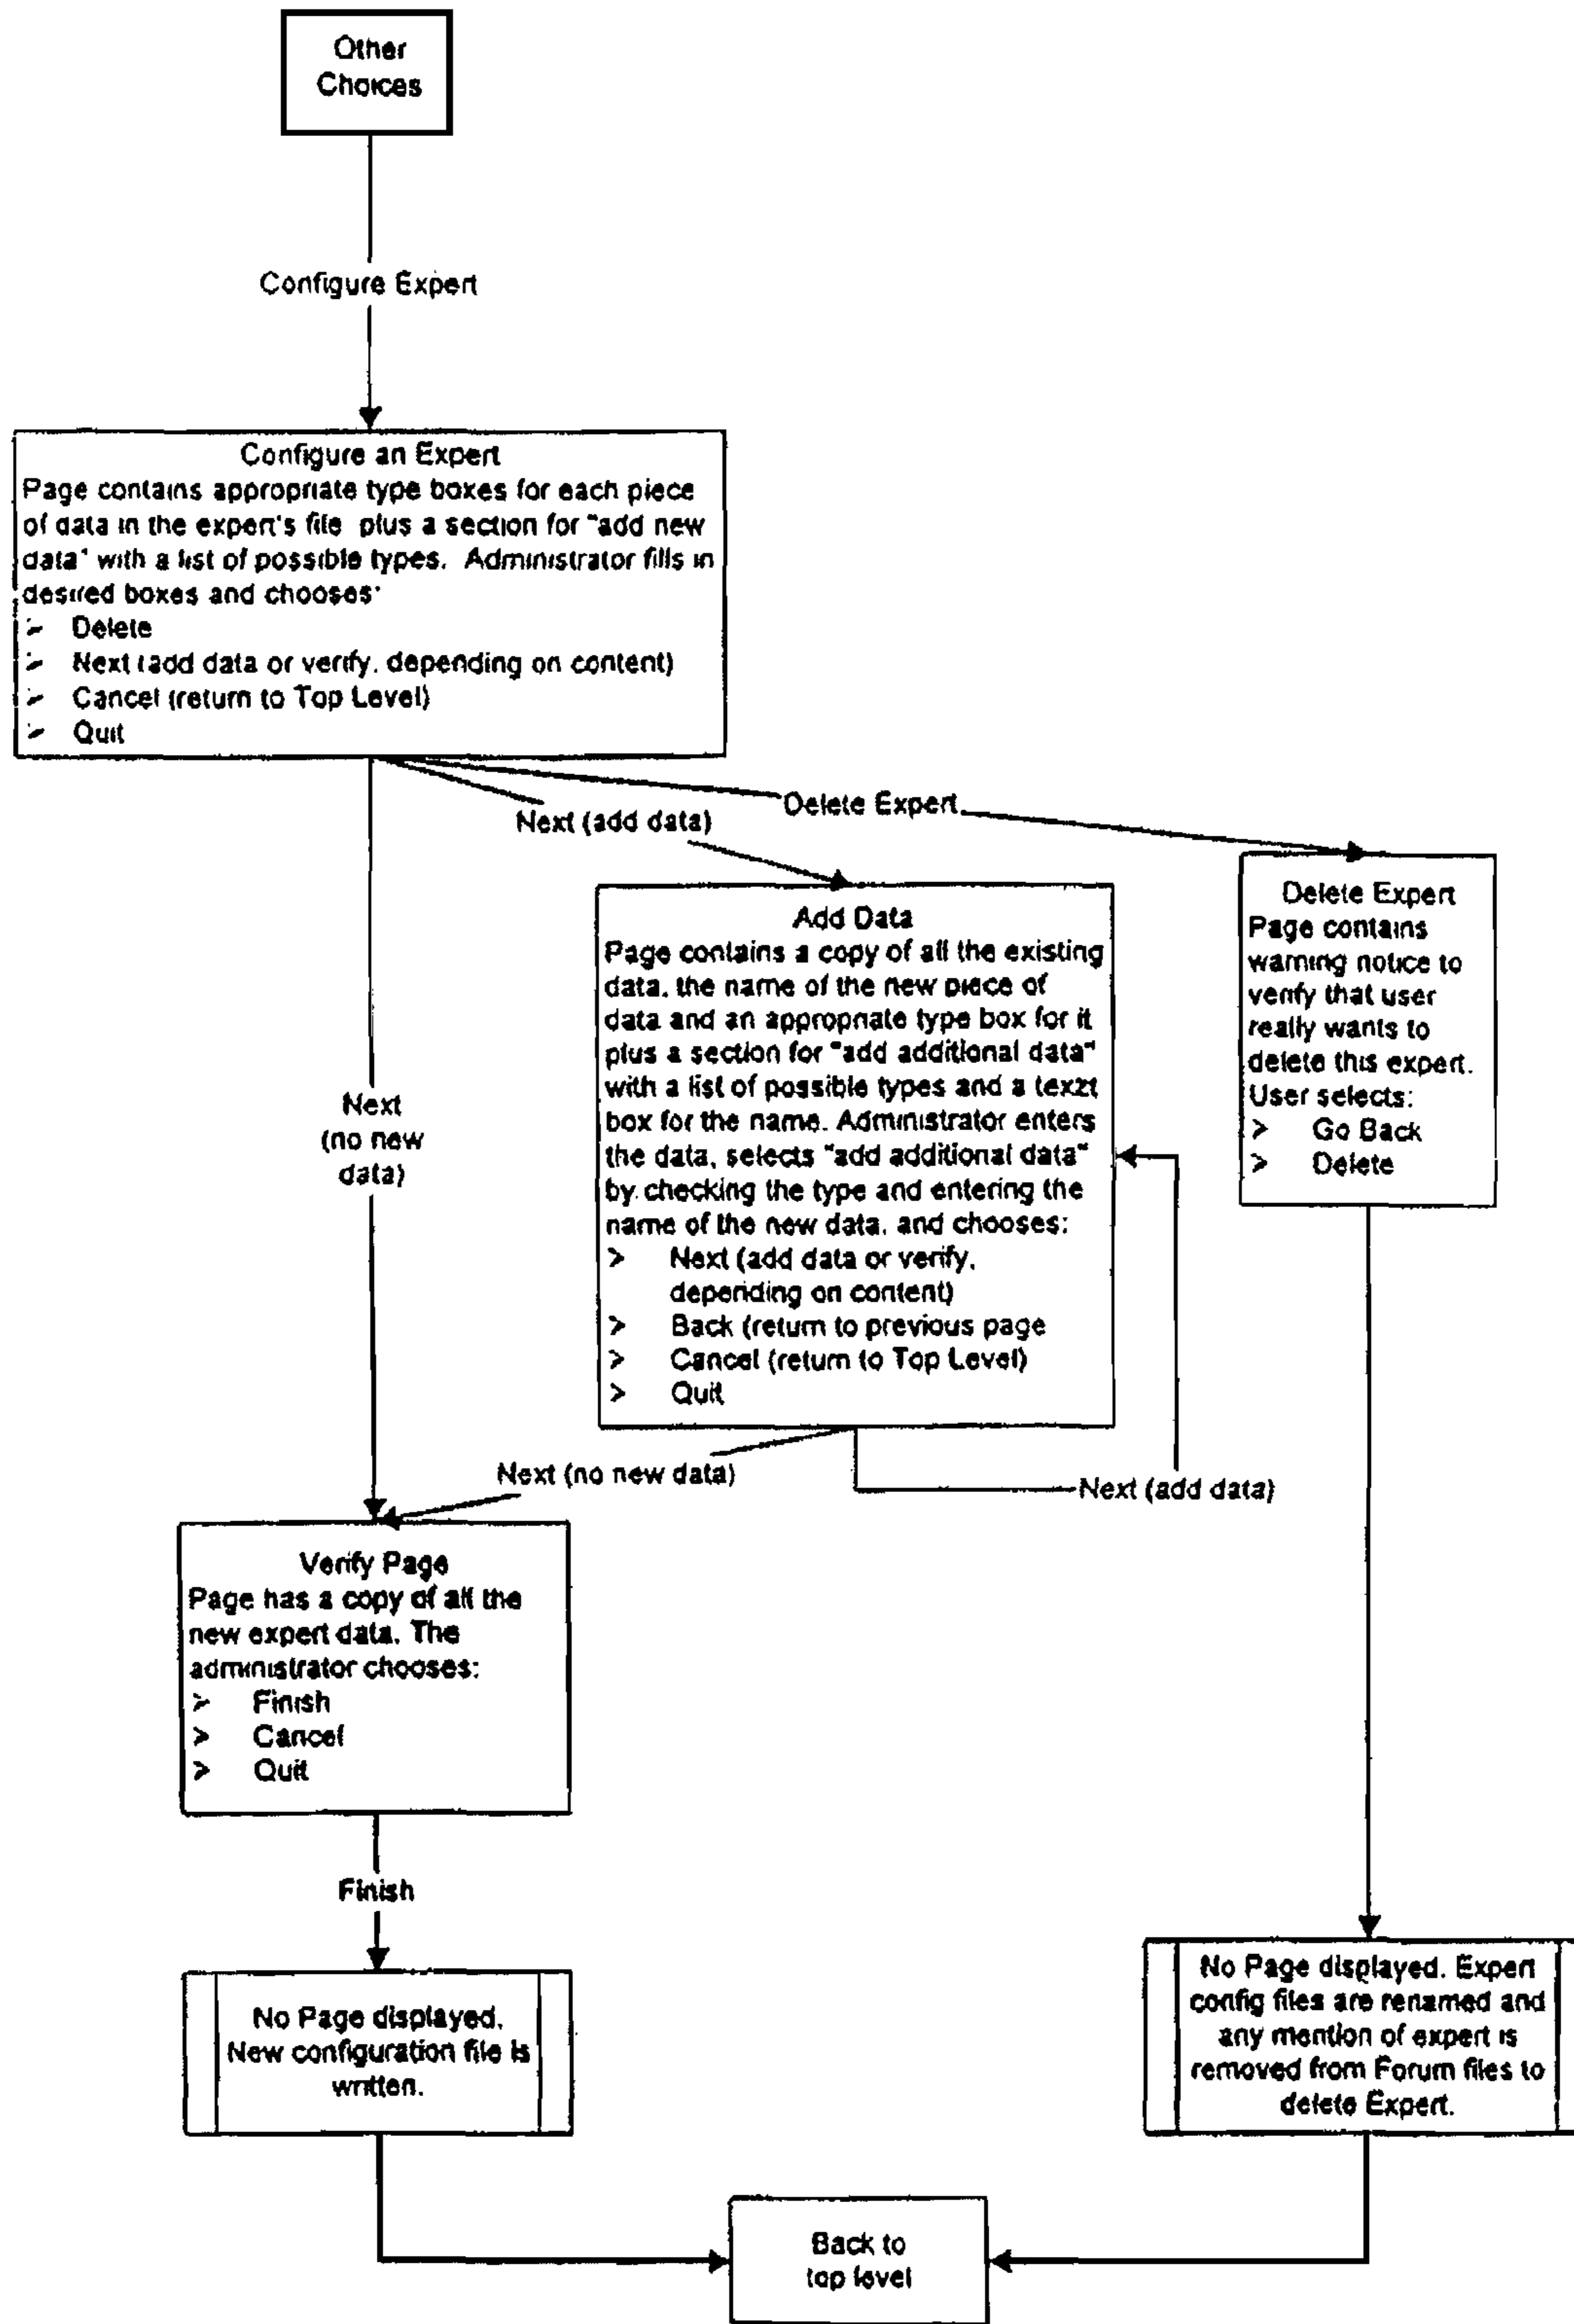 Other
Choices
Configure Expert
Configure an Expert
Page contains appropriate type boxes for each piece
of data in the expert's file plus a section for "add new
data" with a list of possible types. Administrator fills in
desired boxes and chooses:
➢ Delete
➢ Next (add data or verify, depending on content)
➢ Cancel (return to Top Level)
➢ Quit
Next (add data)
Delete Expert
Add Data
Page contains a copy of all the existing
data, the name of the new piece of
data and an appropriate type box for it
plus a section for "add additional data"
with a list of possible types and a texzt
box for the name. Administrator enters
the data, selects "add additional data"
by checking the type and entering the
name of the new data, and chooses:
➢ Next (add data or verify,
depending on content)
➢ Back (return to previous page
➢ Cancel (return to Top Level)
➢ Quit
Delete Expert
Page contains
warning notice to
verify that user
really wants to
delete this expert.
User selects:
➢ Go Back
➢ Delete
Next
(no new
data)
Next (no new data)
Next (add data)
Verify Page
Page has a copy of all the
new expert data. The
administrator chooses:
➢ Finish
➢ Cancel
➢ Quit
Finish
No Page displayed.
New configuration file is
written.
No Page displayed. Expert
config files are renamed and
any mention of expert is
removed from Forum files to
delete Expert.
Back to
top level